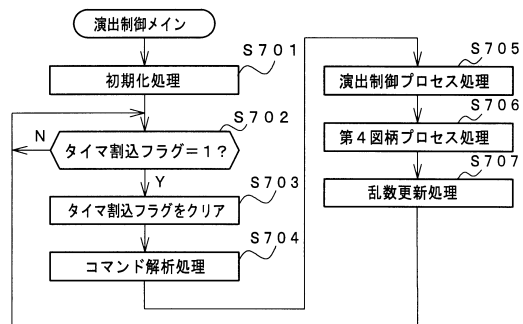 演出制御メイン
S701
初期化処理
S702
N
タイマ割込フラグ＝1？
Y
S703
タイマ割込フラグをクリア
S704
コマンド解析処理
S705
演出制御プロセス処理
S706
第4図柄プロセス処理
S707
乱数更新処理